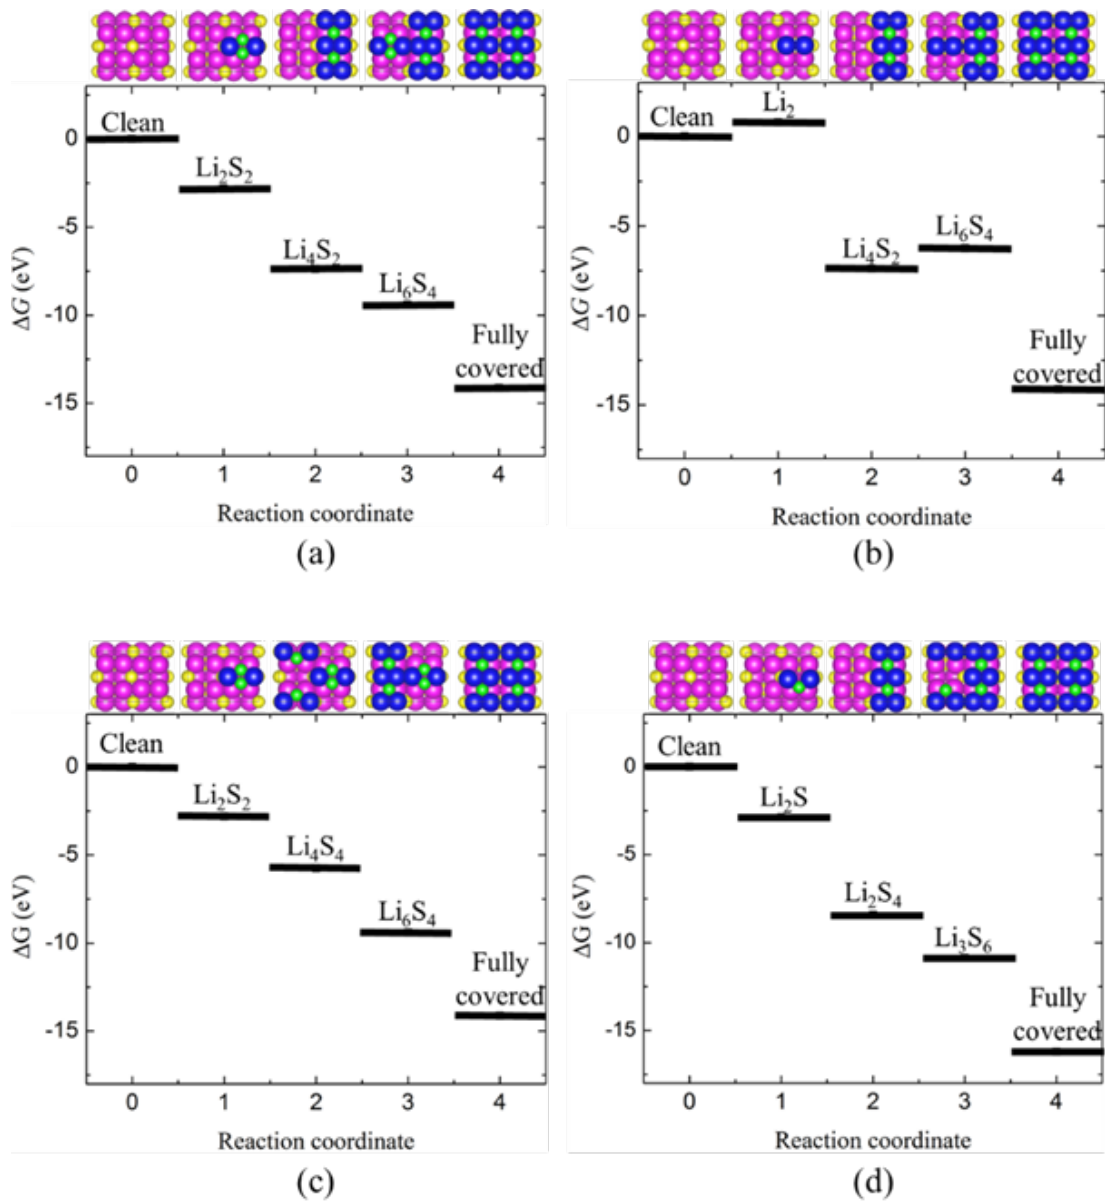 Clean
Li₂S₂
Li₄S₂
Li₆S₄
Fully
covered
0
-5
-10
-15
ΔG (eV)
0 1 2 3 4
Reaction coordinate
(a)
Clean
Li₂
Li₄S₂
Li₆S₄
Fully
covered
0
-5
-10
-15
ΔG (eV)
0 1 2 3 4
Reaction coordinate
(b)
Clean
Li₂S₂
Li₄S₄
Li₆S₄
Fully
covered
0
-5
-10
-15
ΔG (eV)
0 1 2 3 4
Reaction coordinate
(c)
Clean
Li₂S
Li₂S₄
Li₃S₆
Fully
covered
0
-5
-10
-15
ΔG (eV)
0 1 2 3 4
Reaction coordinate
(d)